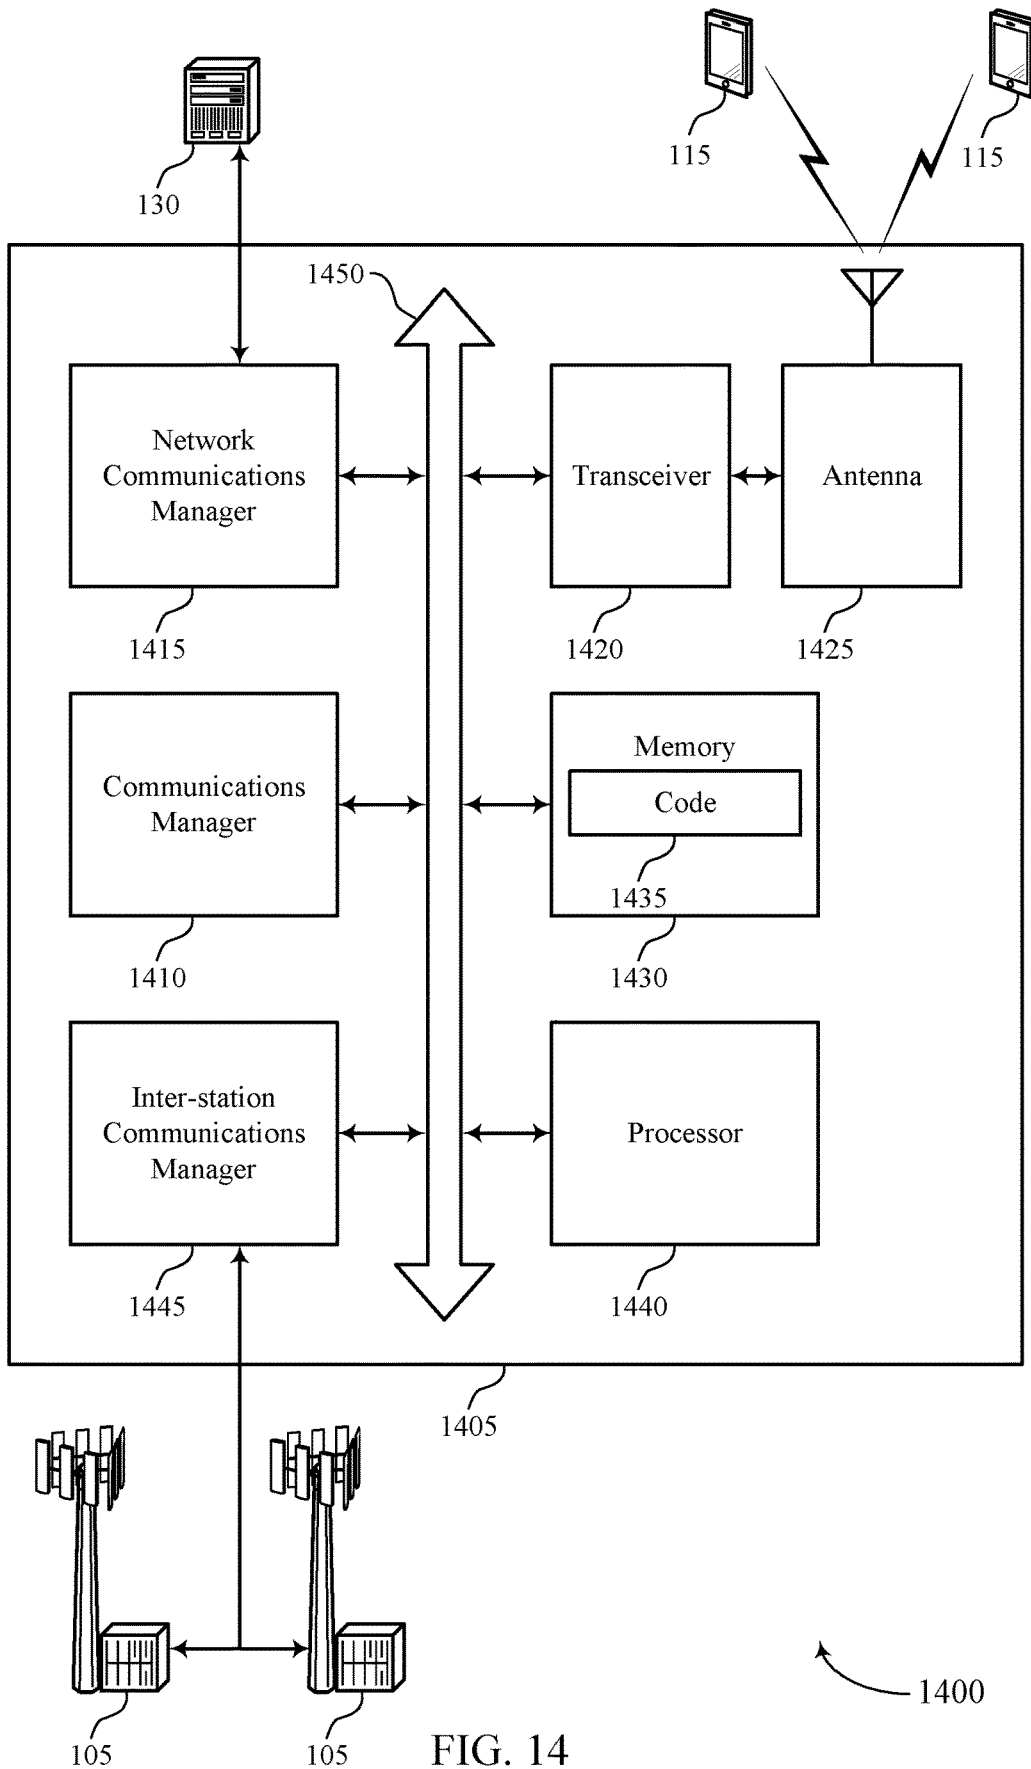 130
115
115
1450
Network
Communications
Manager
1415
Transceiver
1420
Antenna
1425
Communications
Manager
1410
Memory
Code
1435
1430
Inter-station
Communications
Manager
1445
Processor
1440
1405
105
105
1400
FIG. 14